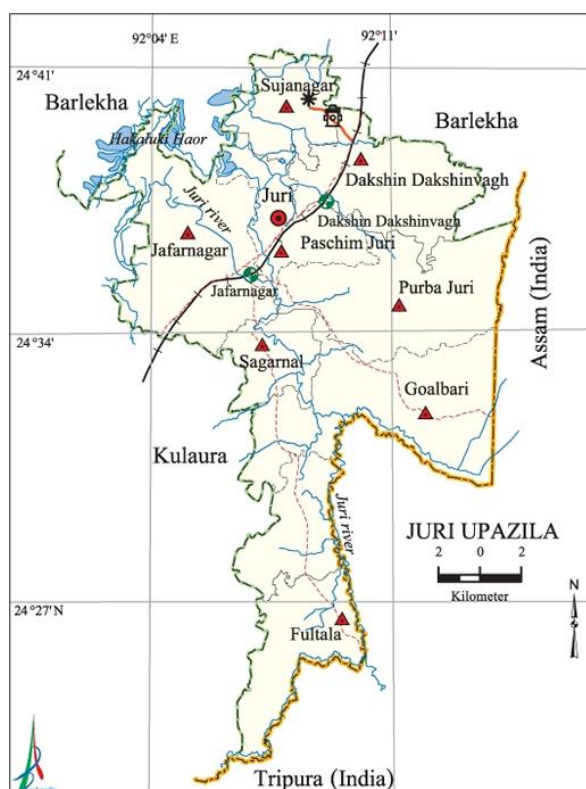 92°04' E
92°11'
24°41'
Sujanagar
Barlekha
Barlekha
Hakaluki Haor
Dakshin Dakshinvagh
Juri river
Juri
Dakshin Dakshinvagh
Jafarnagar
Paschim Juri
Jafarnagar
Purba Juri
Assam (India)
24°34'
Sagarnal
Goalbari
Kulaura
Juri river
JURI UPAZILA
2 0 2
Kilometer
N
24°27'N
Fultala
Tripura (India)